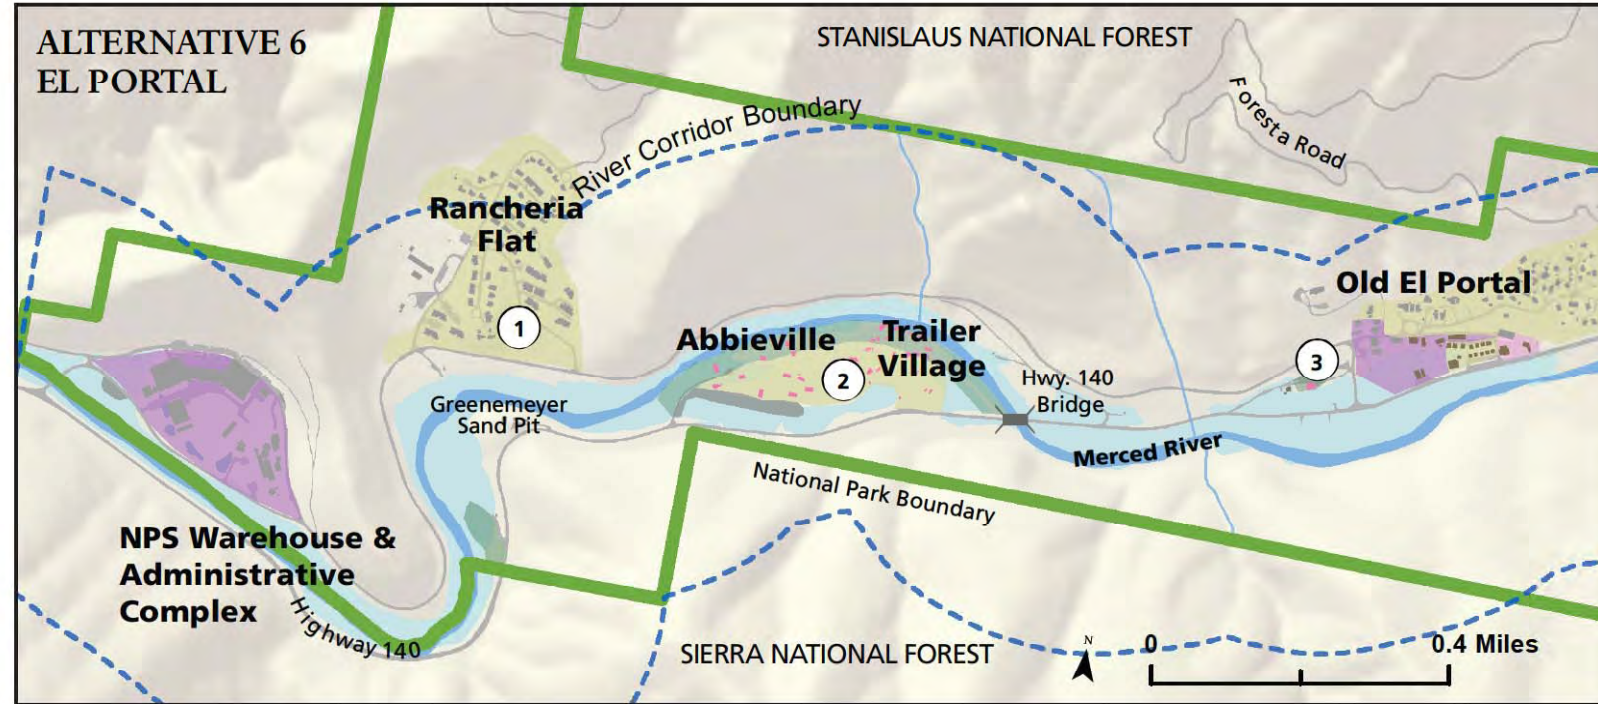 ALTERNATIVE 6
EL PORTAL
STANISLAUS NATIONAL FOREST
Foresta Road
River Corridor Boundary
Rancheria
Flat
1
Old El Portal
Abbieville
Trailer
Village
2
3
Greenemeyer
Sand Pit
Hwy. 140
Bridge
Merced River
National Park Boundary
NPS Warehouse &
Administrative
Complex
Highway 140
SIERRA NATIONAL FOREST
N
0 0.4 Miles